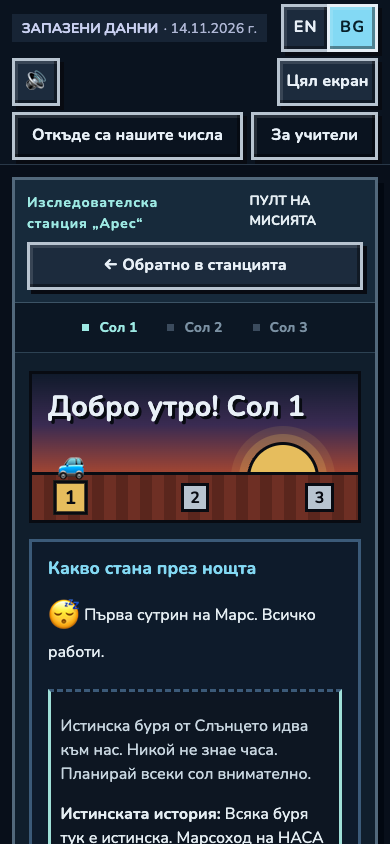 ЗАПАЗЕНИ ДАННИ · 14.11.2026 г.
EN
BG
Цял екран
Откъде са нашите числа
За учители
Изследователска
станция „Арес“
ПУЛТ НА
МИСИЯТА
← Обратно в станцията
Сол 1
Сол 2
Сол 3
Добро утро! Сол 1
1
2
3
Какво стана през нощта
Първа сутрин на Марс. Всичко
работи.
Истинска буря от Слънцето идва
към нас. Никой не знае часа.
Планирай всеки сол внимателно.
Истинската история: Всяка буря
тук е истинска. Марсоход на НАСА